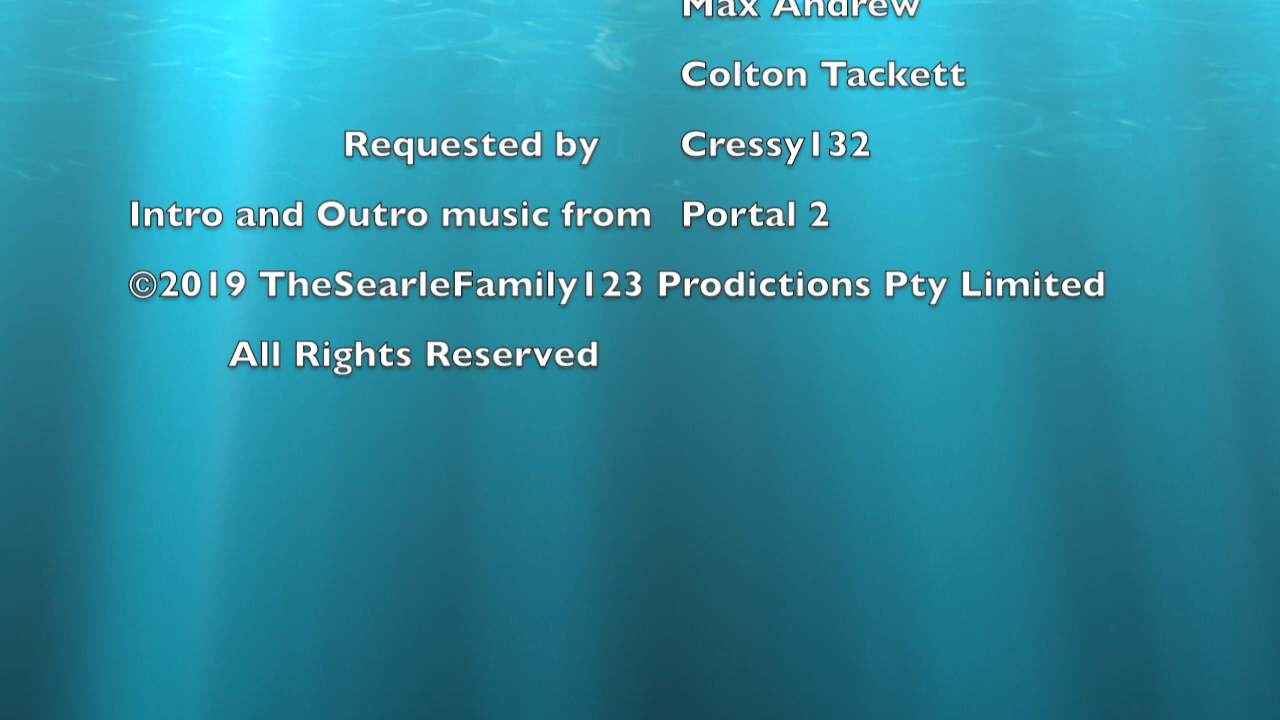 Max Andrew
Colton Tackett
Requested by Cressy132
Intro and Outro music from Portal 2
©2019 TheSearleFamily123 Prodictions Pty Limited
All Rights Reserved